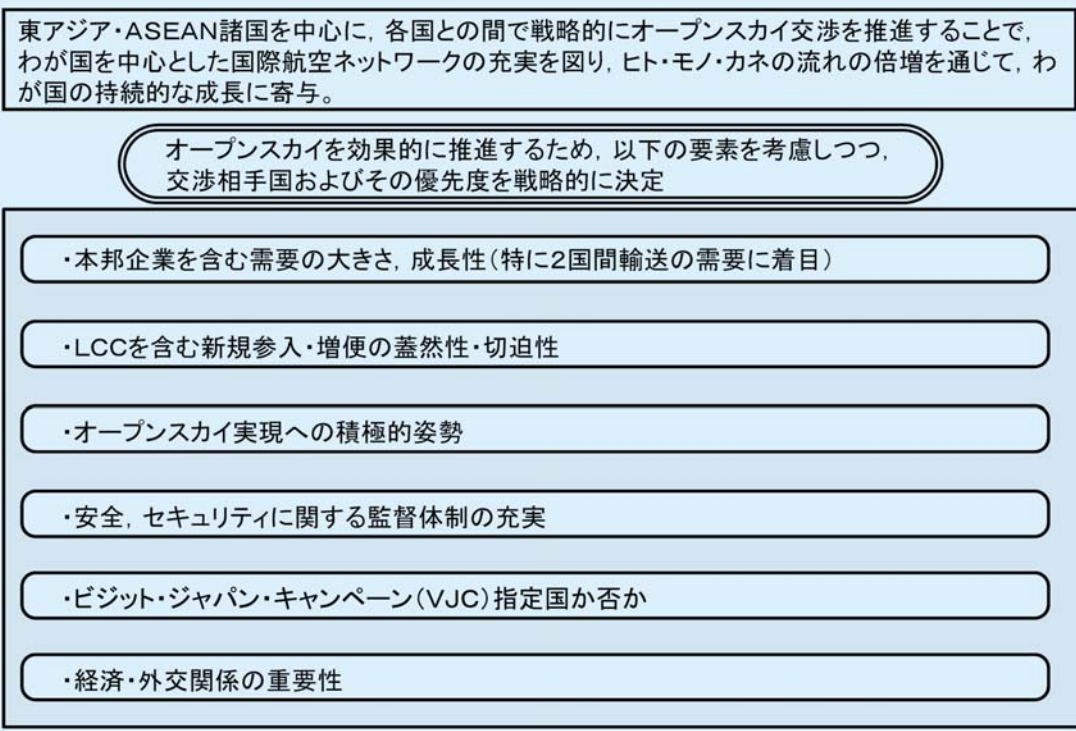 東アジア・ASEAN諸国を中心に，各国との間で戦略的にオープンスカイ交渉を推進することで，
わが国を中心とした国際航空ネットワークの充実を図り，ヒト・モノ・カネの流れの倍増を通じて，わ
が国の持続的な成長に寄与。
オープンスカイを効果的に推進するため，以下の要素を考慮しつつ，
交渉相手国およびその優先度を戦略的に決定
・本邦企業を含む需要の大きさ，成長性（特に２国間輸送の需要に着目）
・LCCを含む新規参入・増便の蓋然性・切迫性
・オープンスカイ実現への積極的姿勢
・安全，セキュリティに関する監督体制の充実
・ビジット・ジャパン・キャンペーン（VJC）指定国か否か
・経済・外交関係の重要性